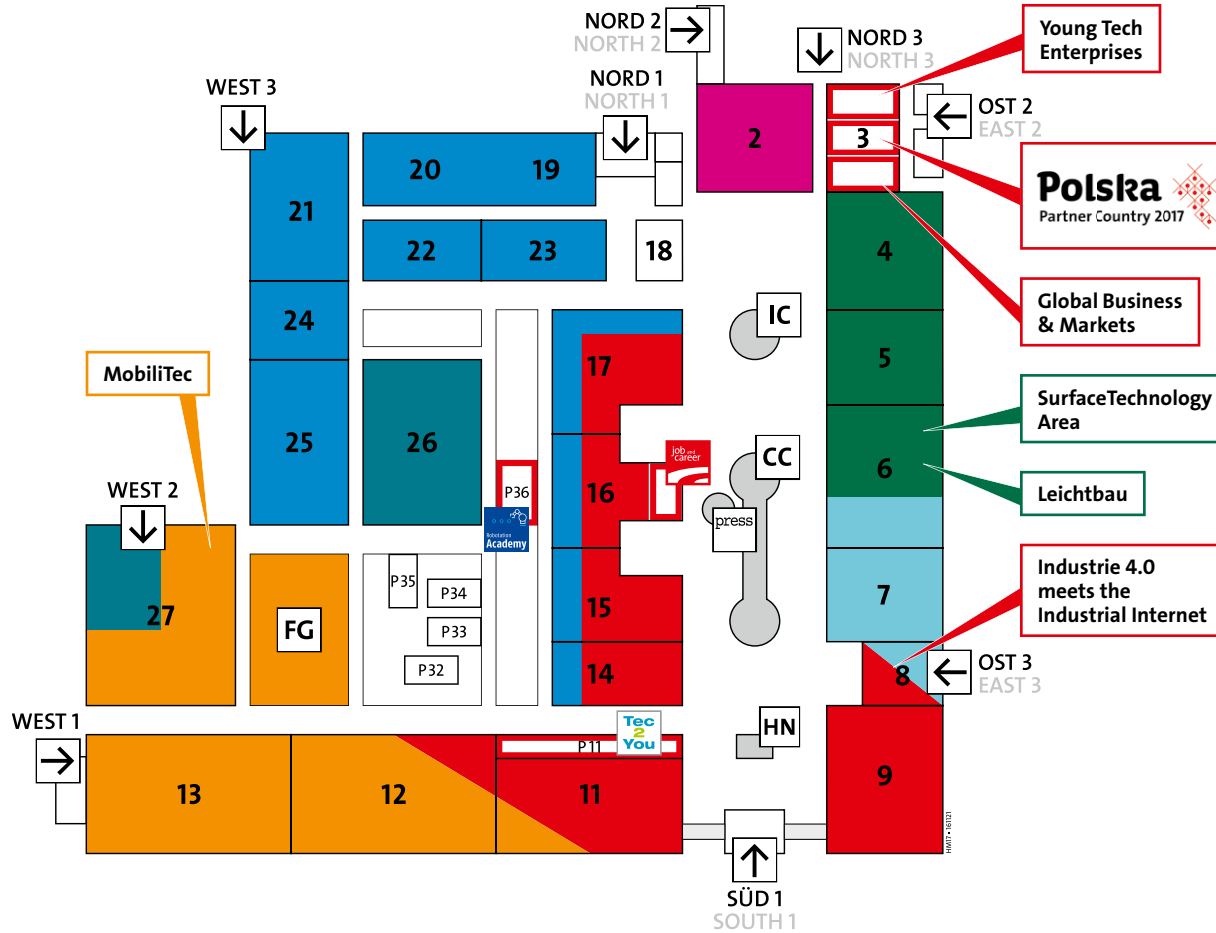 NORD 2
NORTH 2
NORD 3
NORTH 3
Young Tech
Enterprises
WEST 3
NORD 1
NORTH 1
OST 2
EAST 2
2
3
20
19
Polska
Partner Country 2017
21
22
23
18
4
24
IC
Global Business
& Markets
17
5
MobiliTec
25
26
SurfaceTechnology
Area
job and
career
CC
6
WEST 2
P36
16
Leichtbau
Robotation
Academy
press
P35
P34
15
7
Industrie 4.0
meets the
Industrial Internet
27
FG
P33
P32
14
8
OST 3
EAST 3
WEST 1
Tec
2
You
P11
HN
13
12
11
9
HM17 • 161121
SÜD 1
SOUTH 1